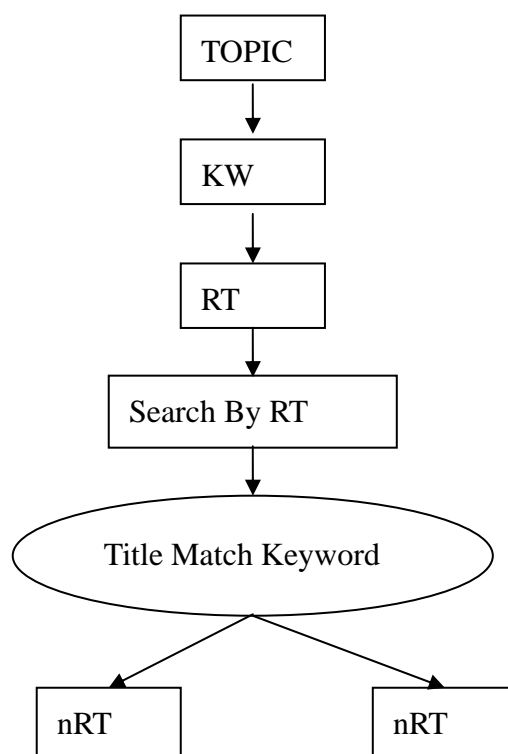 TOPIC
KW
RT
Search By RT
Title Match Keyword
nRT
nRT